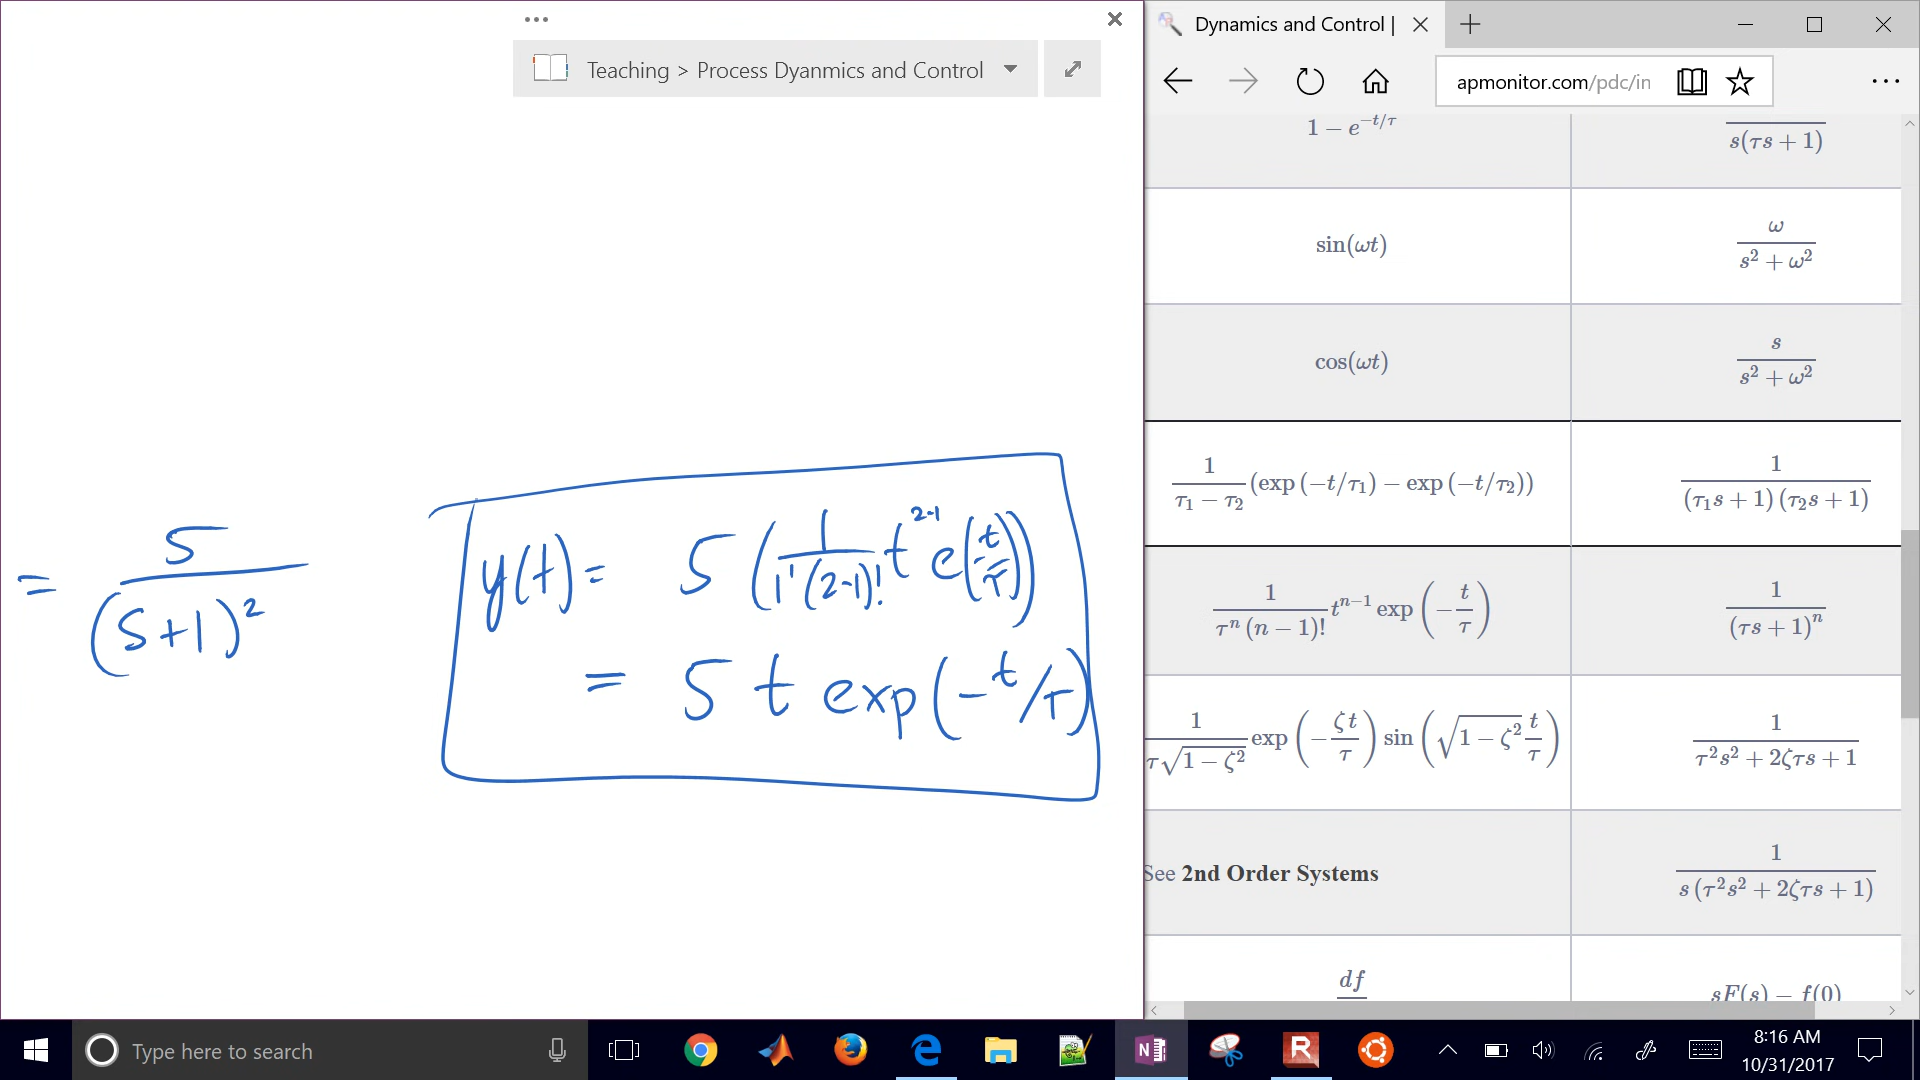 Teaching > Process Dyanmics and Control
= 5 / (s+1)^2
y(t) = 5 (1 / 1^1 (2-1)! t^2-1 e(t/τ))
= 5 t exp(-t/τ)
Dynamics and Control |
apmonitor.com/pdc/in
1 − e^−t/τ
s(τs + 1)
sin(ωt)
ω / s² + ω²
cos(ωt)
s / s² + ω²
1 / τ₁ − τ₂ (exp (−t/τ₁) − exp (−t/τ₂))
1 / (τ₁s + 1) (τ₂s + 1)
1 / τⁿ (n − 1)! t^n−1 exp (−t/τ)
1 / (τs + 1)ⁿ
1 / τ√1 − ζ² exp (−ζt/τ) sin (√1 − ζ² t/τ)
1 / τ²s² + 2ζτs + 1
See 2nd Order Systems
1 / s (τ²s² + 2ζτs + 1)
df
sF(s) − f(0)
Type here to search
8:16 AM
10/31/2017